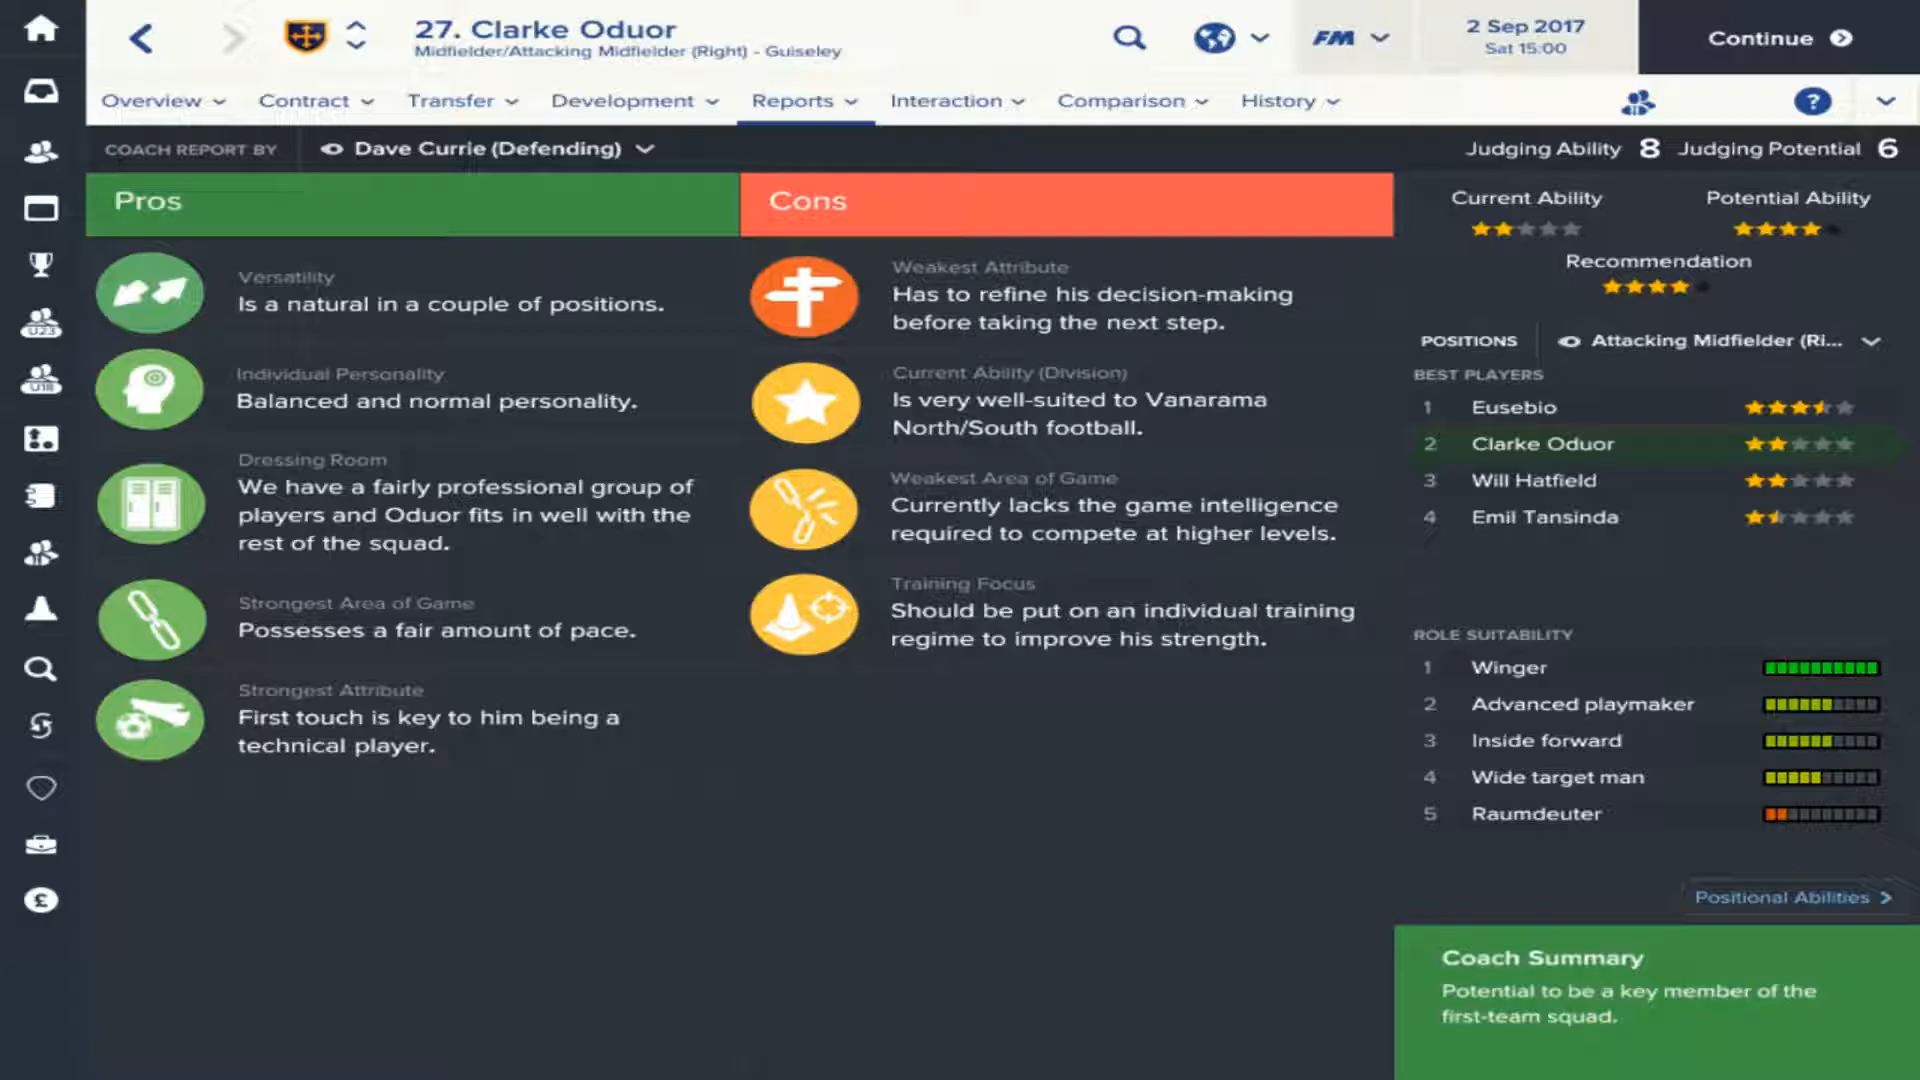 27. Clarke Oduor
Midfielder/Attacking Midfielder (Right) - Guiseley
FM
2 Sep 2017
Sat 15:00
Continue
Overview
Contract
Transfer
Development
Reports
Interaction
Comparison
History
?
COACH REPORT BY
Dave Currie (Defending)
Judging Ability 8 Judging Potential 6
Pros
Versatility
Is a natural in a couple of positions.
Individual Personality
Balanced and normal personality.
Dressing Room
We have a fairly professional group of
players and Oduor fits in well with the
rest of the squad.
Strongest Area of Game
Possesses a fair amount of pace.
Strongest Attribute
First touch is key to him being a
technical player.
Cons
Weakest Attribute
Has to refine his decision-making
before taking the next step.
Current Ability (Division)
Is very well-suited to Vanarama
North/South football.
Weakest Area of Game
Currently lacks the game intelligence
required to compete at higher levels.
Training Focus
Should be put on an individual training
regime to improve his strength.
Current Ability
Potential Ability
Recommendation
POSITIONS
Attacking Midfielder (Ri...
BEST PLAYERS
1 Eusebio
2 Clarke Oduor
3 Will Hatfield
4 Emil Tansinda
ROLE SUITABILITY
1 Winger
2 Advanced playmaker
3 Inside forward
4 Wide target man
5 Raumdeuter
Positional Abilities
Coach Summary
Potential to be a key member of the
first-team squad.
U23
U18
£